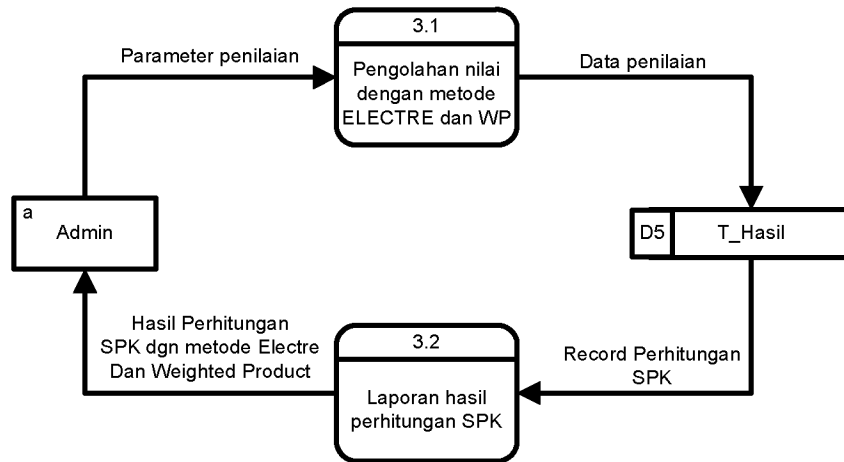 3.1
Parameter penilaian
Pengolahan nilai
dengan metode
ELECTRE dan WP
Data penilaian
a
Admin
D5
T_Hasil
Hasil Perhitungan
SPK dgn metode Electre
Dan Weighted Product
3.2
Laporan hasil
perhitungan SPK
Record Perhitungan
SPK